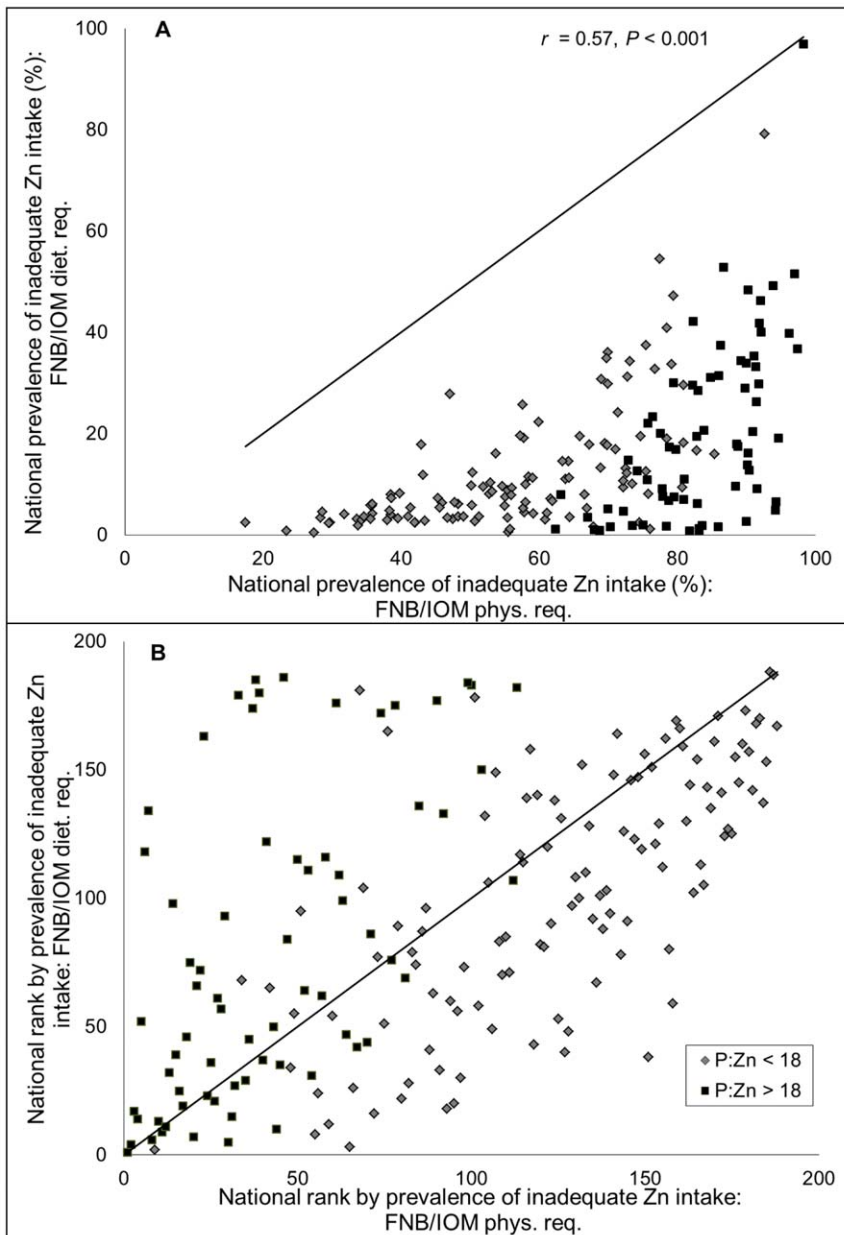 A
r = 0.57, P < 0.001
National prevalence of inadequate Zn intake (%):
FNB/IOM diet. req.
100
80
60
40
20
0
0 20 40 60 80 100
National prevalence of inadequate Zn intake (%):
FNB/IOM phys. req.
B
National rank by prevalence of inadequate Zn
intake: FNB/IOM diet. req.
200
150
100
50
0
P:Zn < 18
P:Zn > 18
0 50 100 150 200
National rank by prevalence of inadequate Zn intake:
FNB/IOM phys. req.